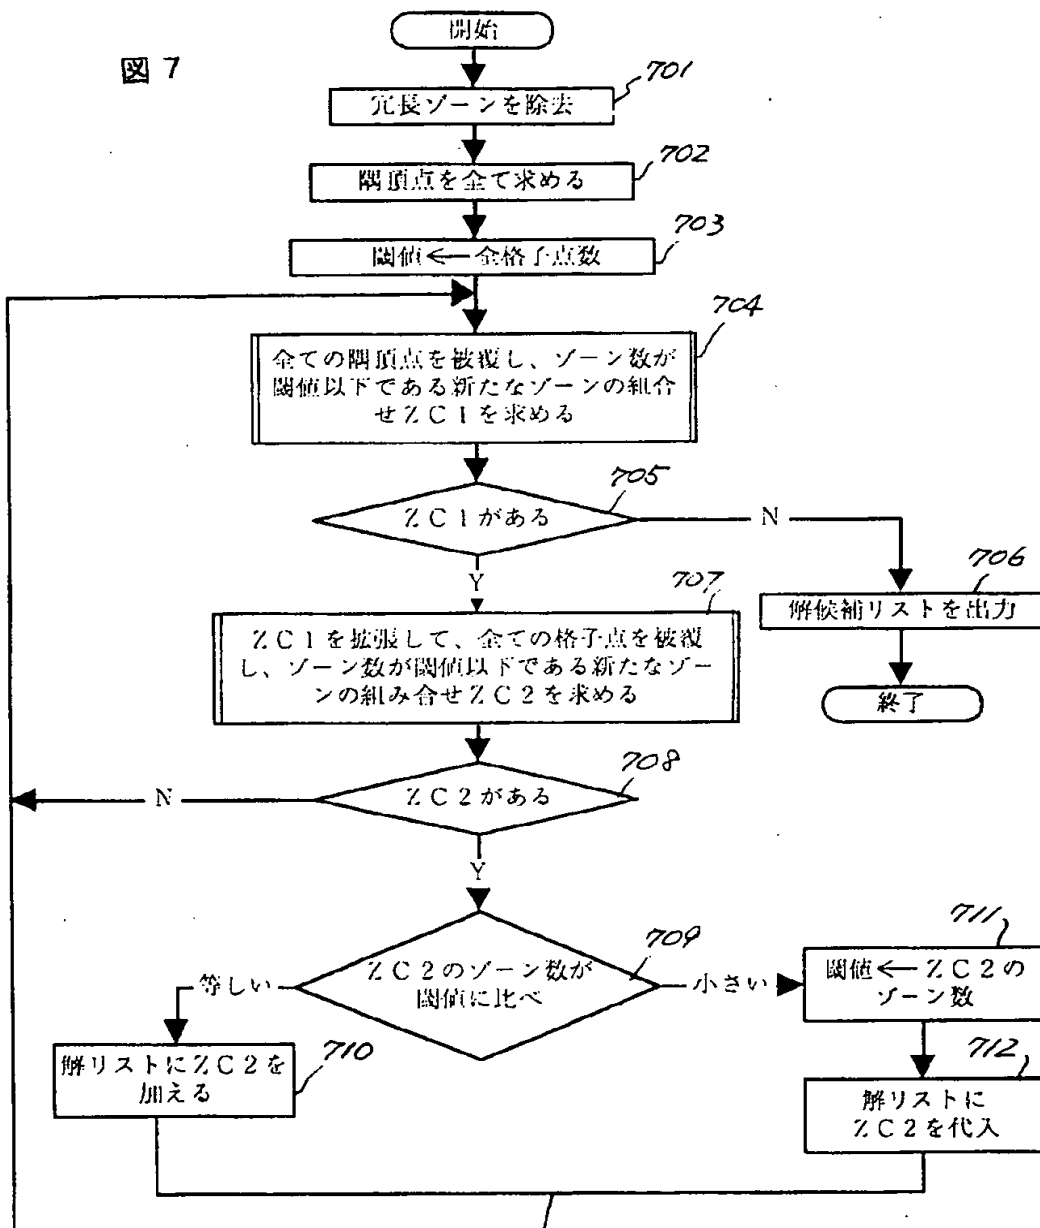 図 7
開始
701
冗長ゾーンを除去
702
隅頂点を全て求める
703
閾値←全格子点数
704
全ての隅頂点を被覆し、ゾーン数が
閾値以下である新たなゾーンの組合
せZC1を求める
705
ZC1がある
N
Y
706
解候補リストを出力
終了
707
ZC1を拡張して、全ての格子点を被覆
し、ゾーン数が閾値以下である新たなゾー
ンの組み合せZC2を求める
708
ZC2がある
N
Y
709
ZC2のゾーン数が
閾値に比べ
等しい
小さい
710
解リストにZC2を
加える
711
閾値←ZC2の
ゾーン数
712
解リストに
ZC2を代入